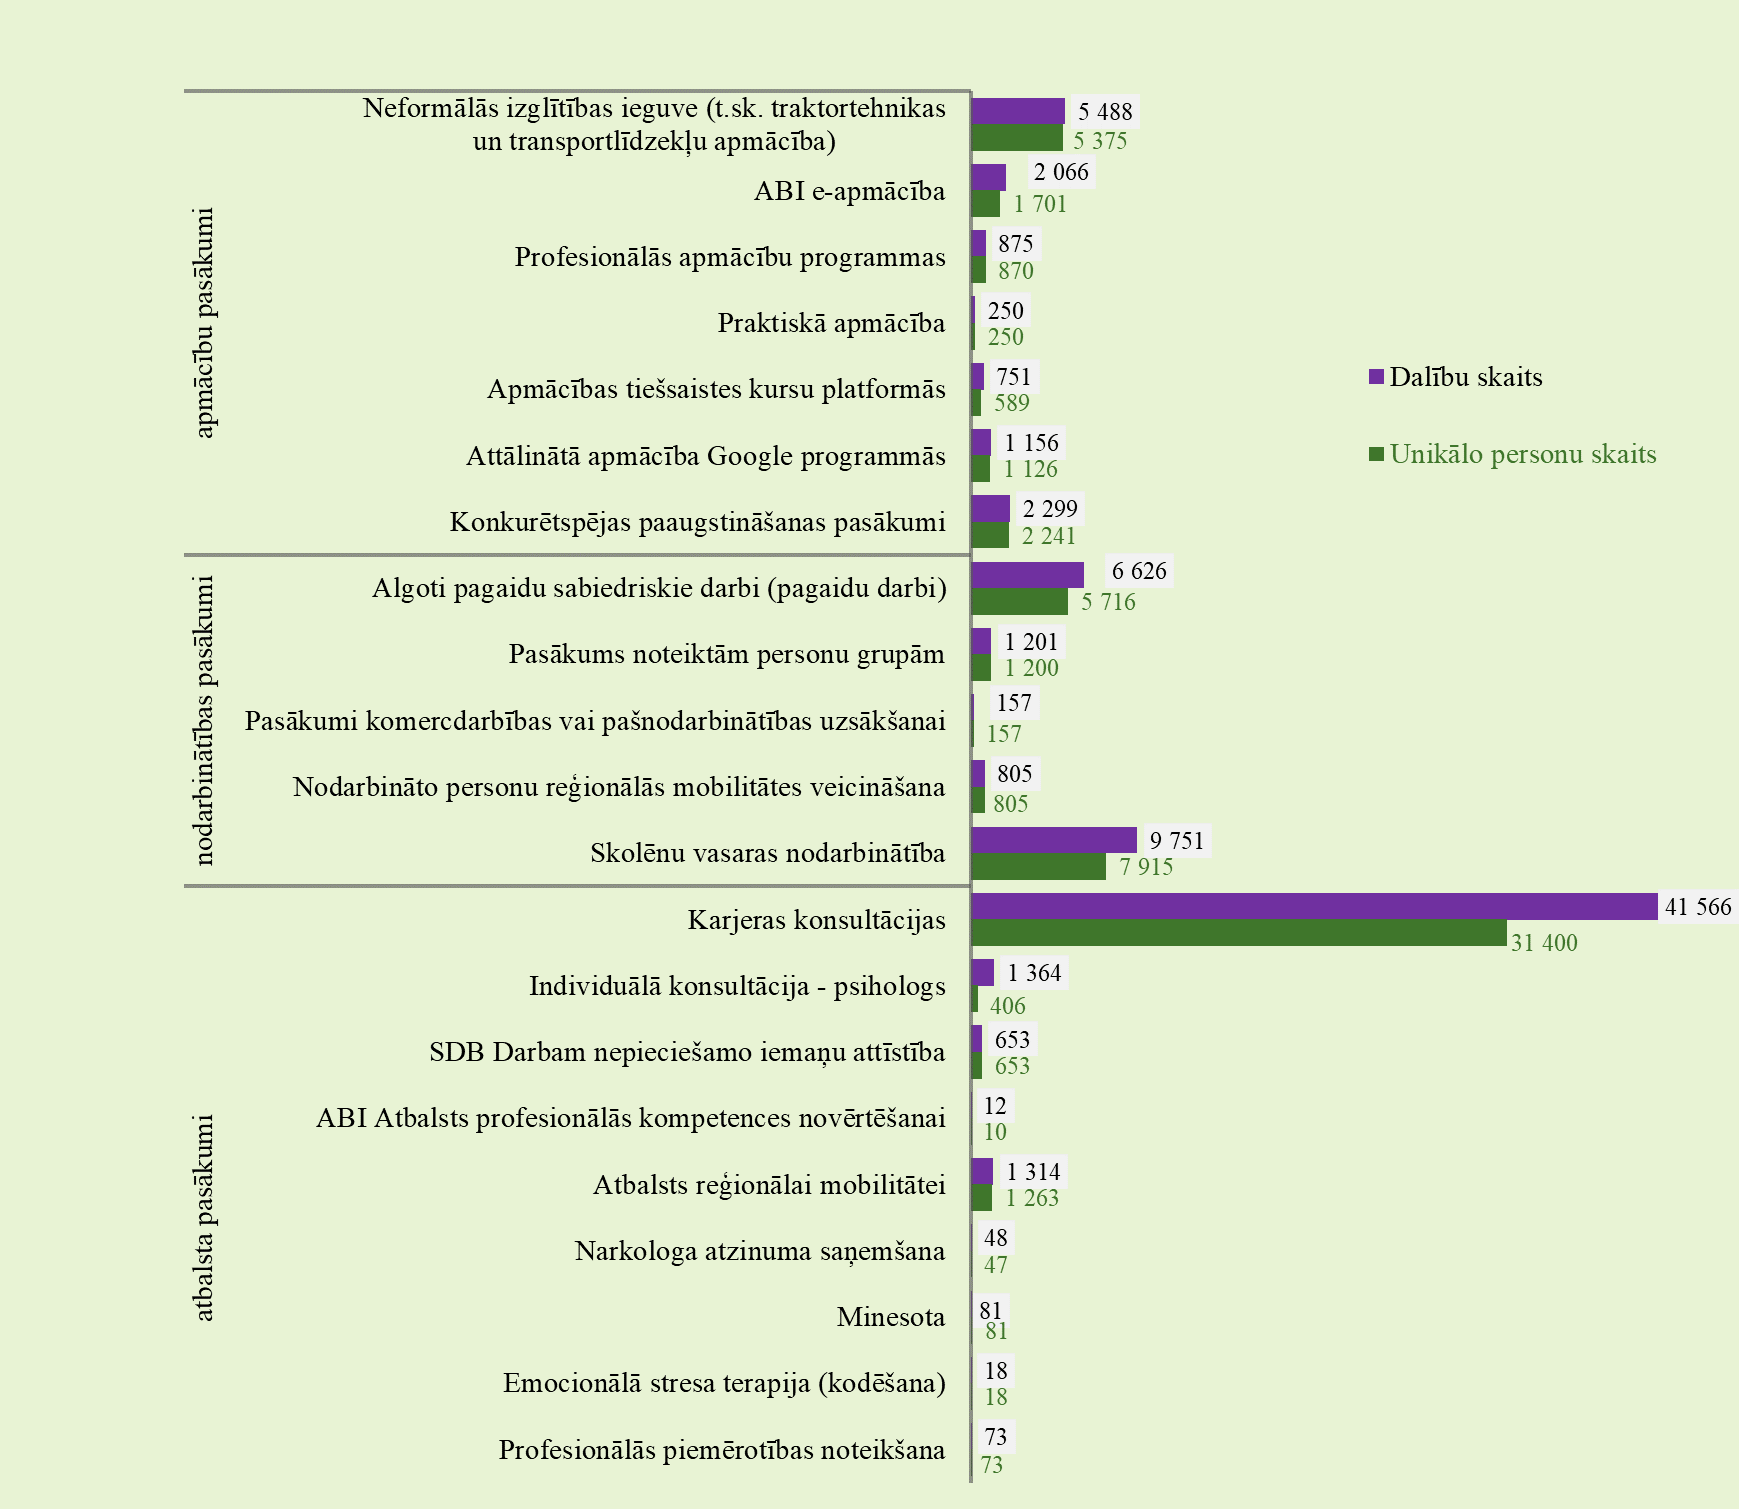 apmācību pasākumi
Neformālās izglītības ieguve (t.sk. traktortehnikas
un transportlīdzekļu apmācība)
5 488
5 375
ABI e-apmācība
2 066
1 701
Profesionālās apmācību programmas
875
870
Praktiskā apmācība
250
250
Apmācības tiešsaistes kursu platformās
751
589
Attālinātā apmācība Google programmās
1 156
1 126
Konkurētspējas paaugstināšanas pasākumi
2 299
2 241
Dalību skaits
Unikālo personu skaits
nodarbinātības pasākumi
Algoti pagaidu sabiedriskie darbi (pagaidu darbi)
6 626
5 716
Pasākums noteiktām personu grupām
1 201
1 200
Pasākumi komercdarbības vai pašnodarbinātības uzsākšanai
157
157
Nodarbināto personu reģionālās mobilitātes veicināšana
805
805
Skolēnu vasaras nodarbinātība
9 751
7 915
atbalsta pasākumi
Karjeras konsultācijas
41 566
31 400
Individuālā konsultācija - psihologs
1 364
406
SDB Darbam nepieciešamo iemaņu attīstība
653
653
ABI Atbalsts profesionālās kompetences novērtēšanai
12
10
Atbalsts reģionālai mobilitātei
1 314
1 263
Narkologa atzinuma saņemšana
48
47
Minesota
81
81
Emocionālā stresa terapija (kodēšana)
18
18
Profesionālās piemērotības noteikšana
73
73